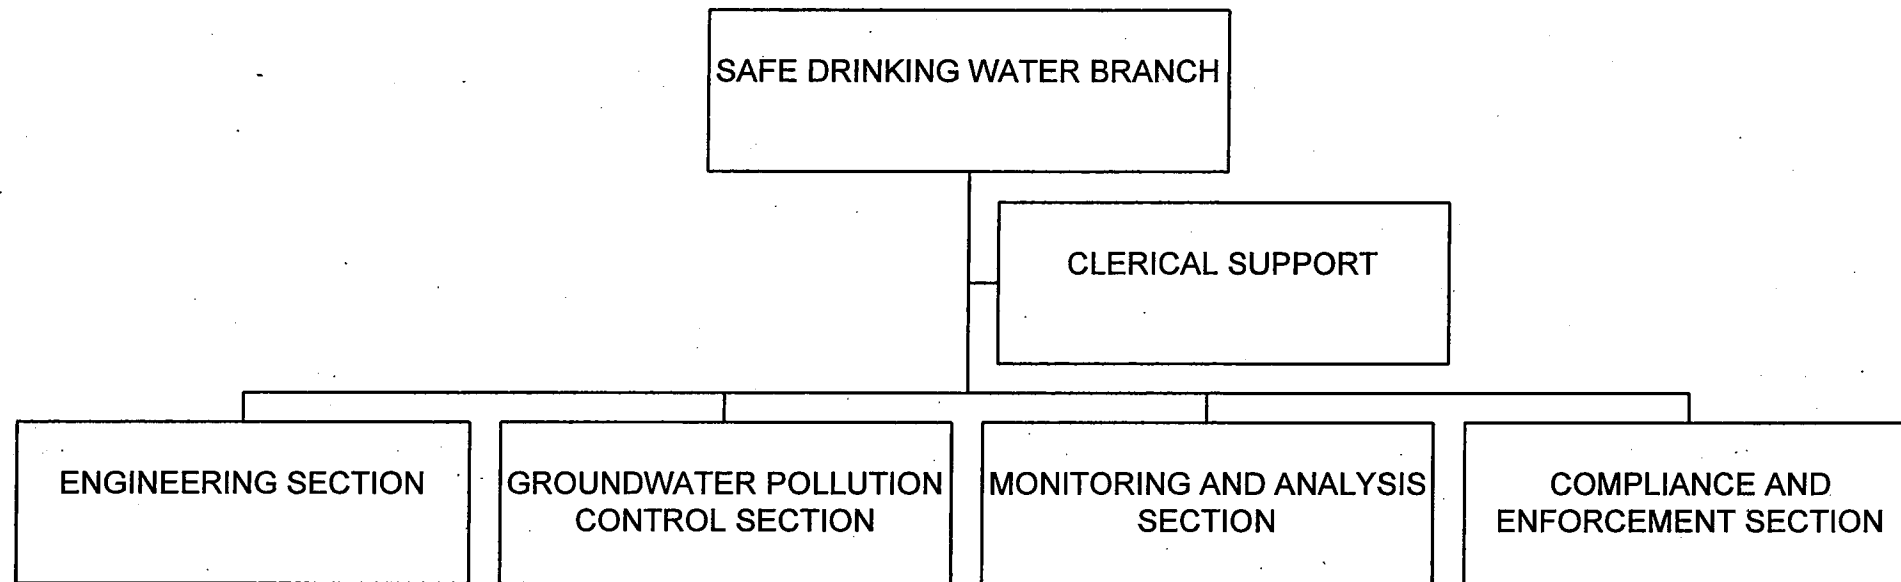 SAFE DRINKING WATER BRANCH
CLERICAL SUPPORT
ENGINEERING SECTION
GROUNDWATER POLLUTION
CONTROL SECTION
MONITORING AND ANALYSIS
SECTION
COMPLIANCE AND
ENFORCEMENT SECTION